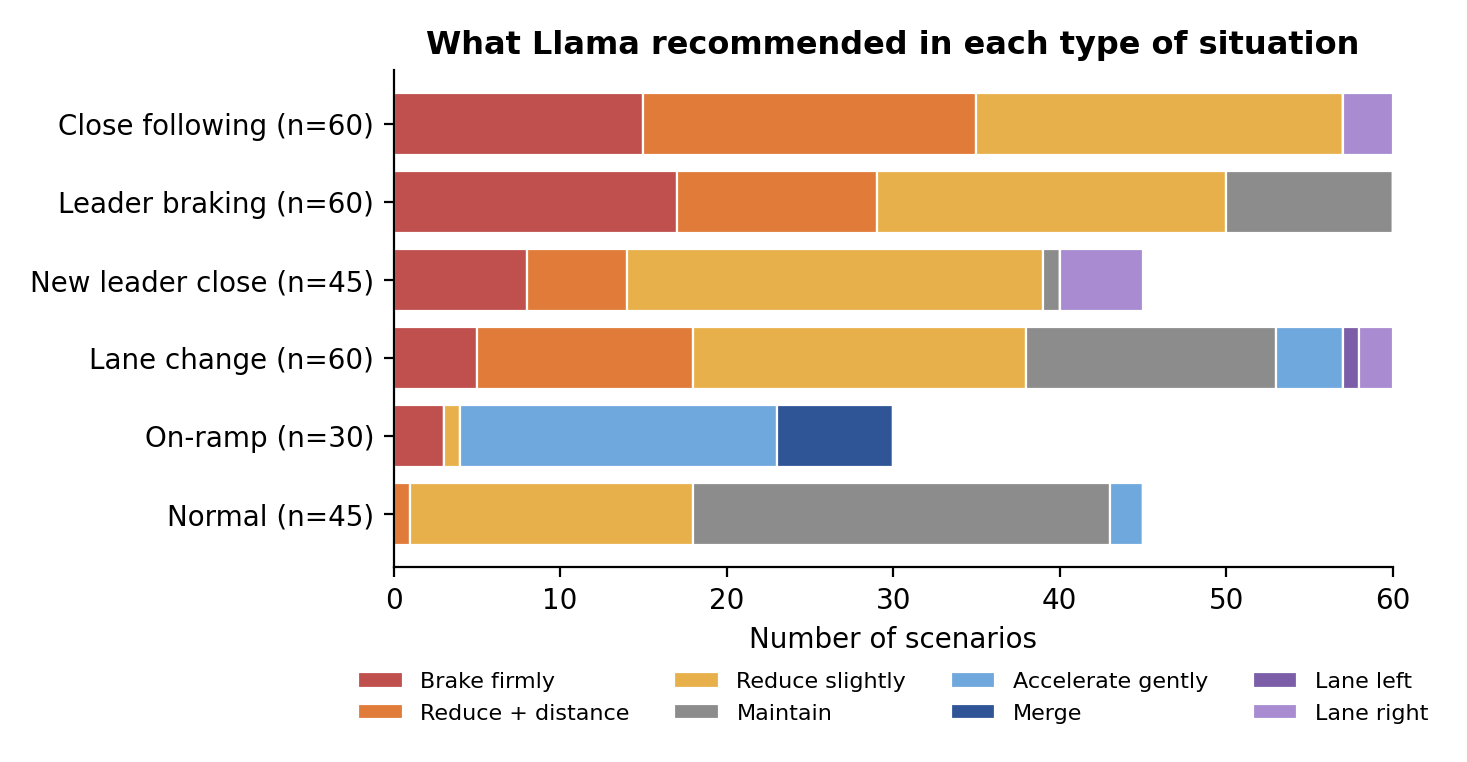 What Llama recommended in each type of situation
Close following (n=60)
Leader braking (n=60)
New leader close (n=45)
Lane change (n=60)
On-ramp (n=30)
Normal (n=45)
0 10 20 30 40 50 60
Number of scenarios
Brake firmly Reduce slightly Accelerate gently Lane left
Reduce + distance Maintain Merge Lane right